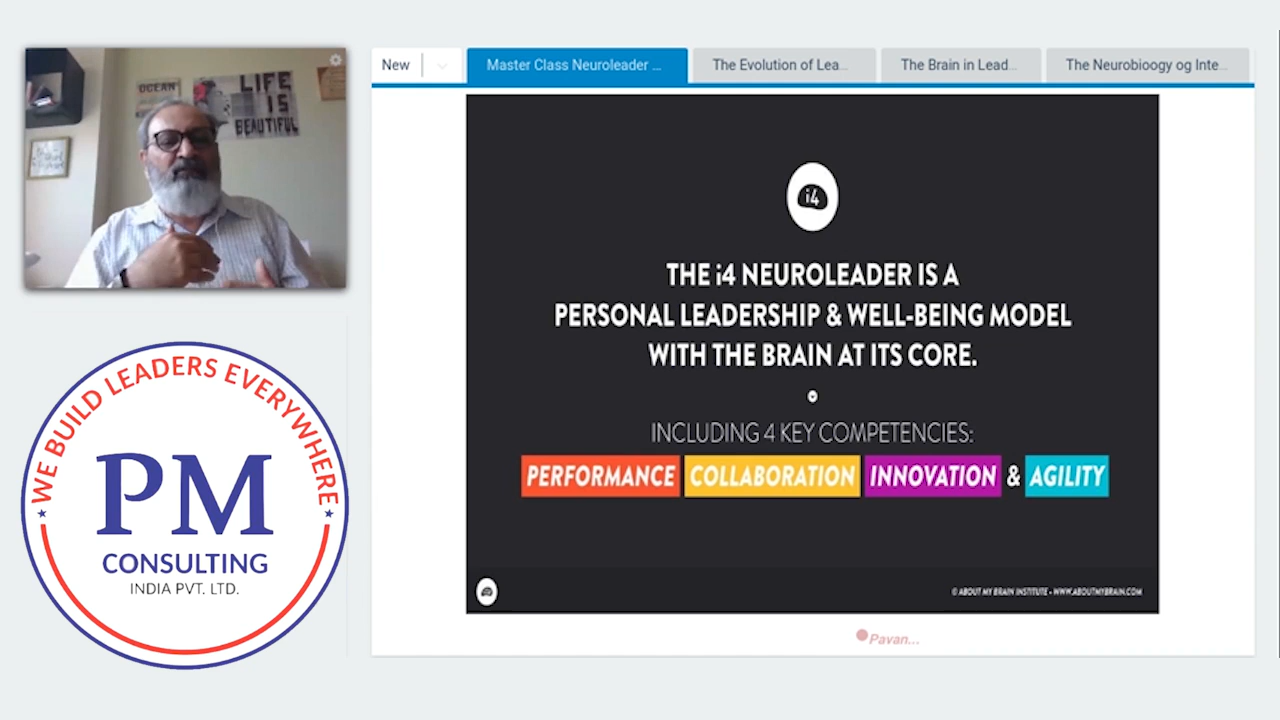 OCEAN
LIFE
IS
BEAUTIFUL
WE BUILD LEADERS EVERYWHERE
PM
CONSULTING
INDIA PVT. LTD.
New
Master Class Neuroleader ...
The Evolution of Lea...
The Brain in Lead...
The Neurobioogy og Inte...
i4
THE i4 NEUROLEADER IS A
PERSONAL LEADERSHIP & WELL-BEING MODEL
WITH THE BRAIN AT ITS CORE.
INCLUDING 4 KEY COMPETENCIES:
PERFORMANCE COLLABORATION INNOVATION & AGILITY
© ABOUT MY BRAIN INSTITUTE - WWW.ABOUTMYBRAIN.COM
Pavan...